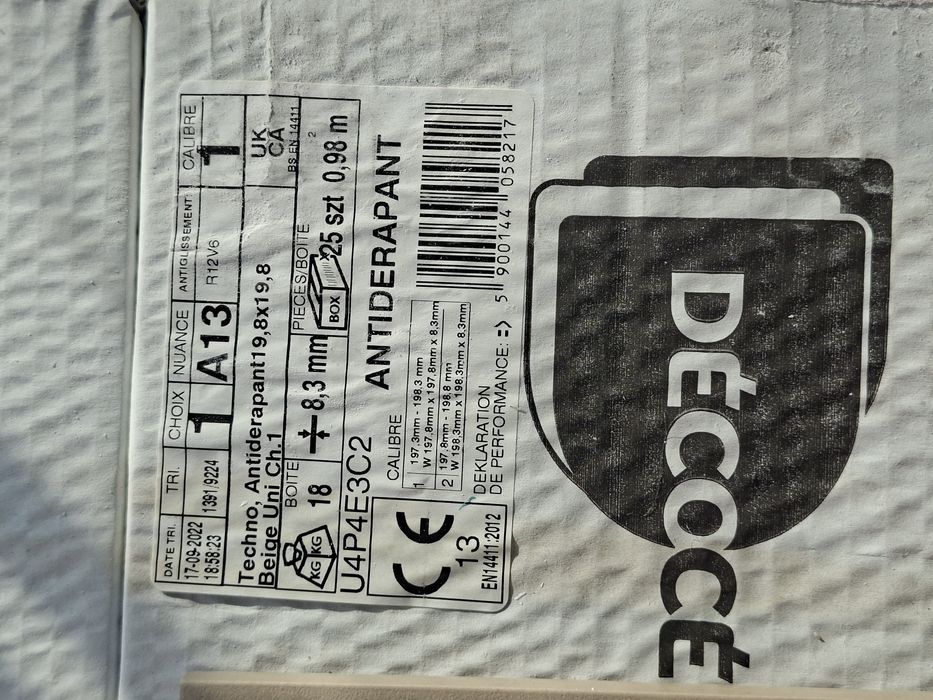 DATE TRI. TRI. CHOIX NUANCE ANTIGLISSEMENT CALIBRE
17-09-2022 1391/9224 1 A13 R12V6 1
18:58:23
Techno, Antiderapant19,8x19,8
Beige Uni Ch.1
UK
CA
BS EN 14411
BOITE PIECES/BOITE
KG KG 18 8,3 mm BOX 25 szt 0,98 m2
U4P4E3C2 ANTIDERAPANT
CE
13
EN14411:2012
CALIBRE
1 197.3mm - 198.3 mm
W 197.8mm x 197.8mm x 8.3mm
2 197.8mm - 198.8 mm
W 198.3mm x 198.3mm x 8.3mm
DEKLARATION
DE PERFORMANCE: =>
5 900144 058217
DÉCOCÉ